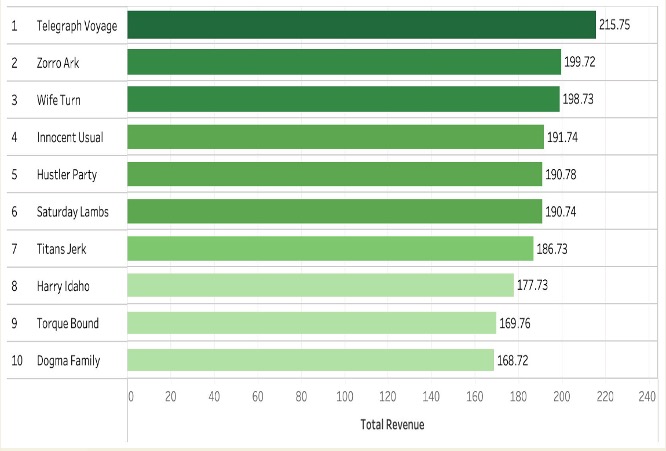 1 Telegraph Voyage 215.75
2 Zorro Ark 199.72
3 Wife Turn 198.73
4 Innocent Usual 191.74
5 Hustler Party 190.78
6 Saturday Lambs 190.74
7 Titans Jerk 186.73
8 Harry Idaho 177.73
9 Torque Bound 169.76
10 Dogma Family 168.72
0 20 40 60 80 100 120 140 160 180 200 220 240
Total Revenue